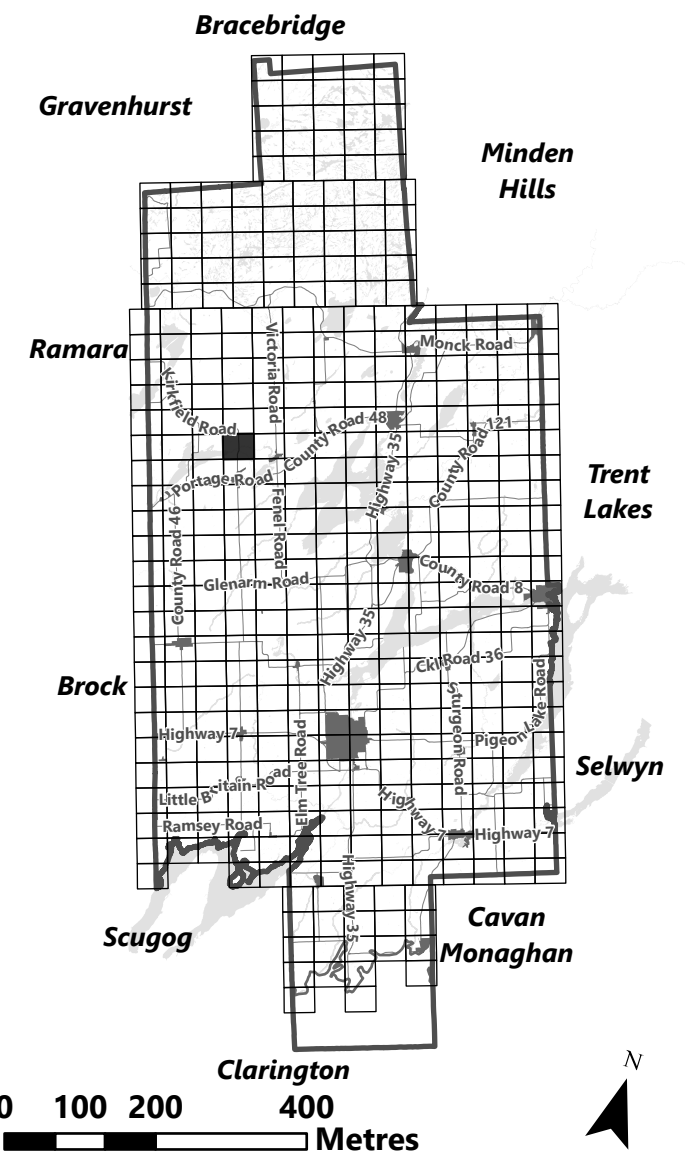 Bracebridge
Gravenhurst
Minden
Hills
Ramara
Victoria Road
Monck Road
Kirkfield Road
County Road 48
County Road 121
Highway 35
Portage Road
Trent
Lakes
County Road 46
Fenel Road
Glenarm Road
County Road 8
Highway 35
Ckl Road 36
Brock
Sturgeon Road
Pigeon Lake Road
Highway 7
Elm Tree Road
Selwyn
Little Britain Road
Highway 7
Highway 7
Ramsey Road
Highway 35
Scugog
Cavan
Monaghan
Clarington
N
0 100 200 400
Metres